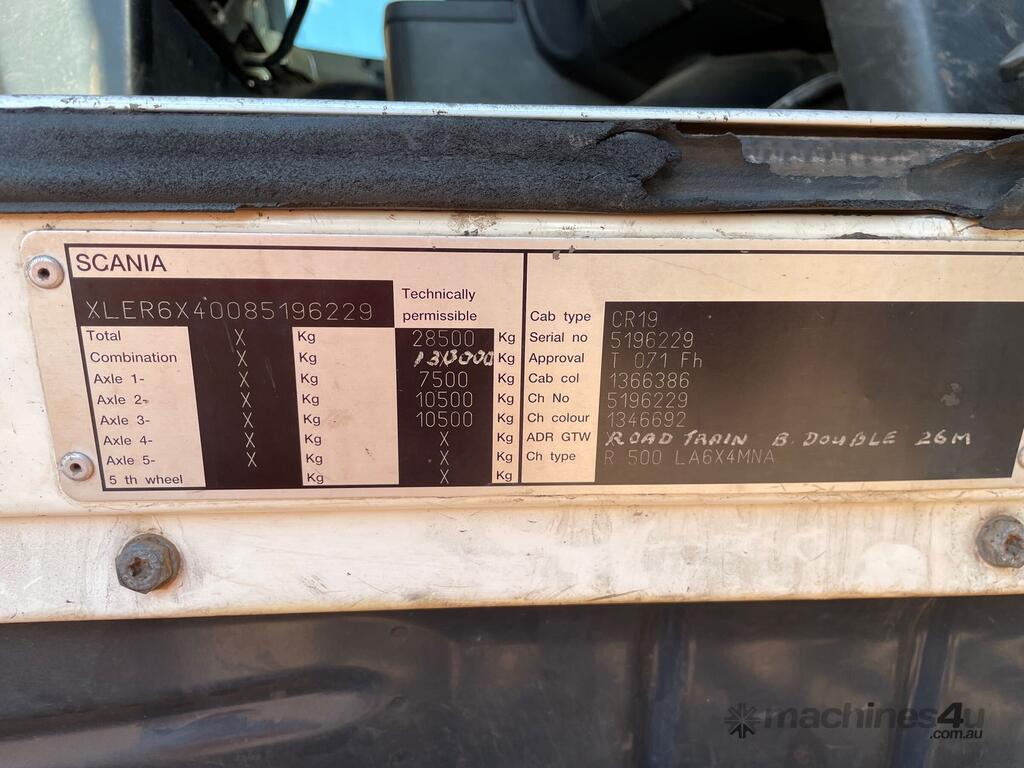 SCANIA
XLER6X40085196229
Technically
permissible
Total X Kg 28500 Kg
Combination X Kg Kg
Axle 1- X Kg 7500 Kg
Axle 2- X Kg 10500 Kg
Axle 3- X Kg 10500 Kg
Axle 4- X Kg X Kg
Axle 5- X Kg X Kg
5 th wheel Kg X Kg
Cab type CR19
Serial no 5196229
Approval T 071 Fh
Cab col 1366386
Ch No 5196229
Ch colour 1346692
ADR GTW ROAD TRAIN B. DOUBLE 26M
Ch type R 500 LA6X4MNA
machines4u
.com.au